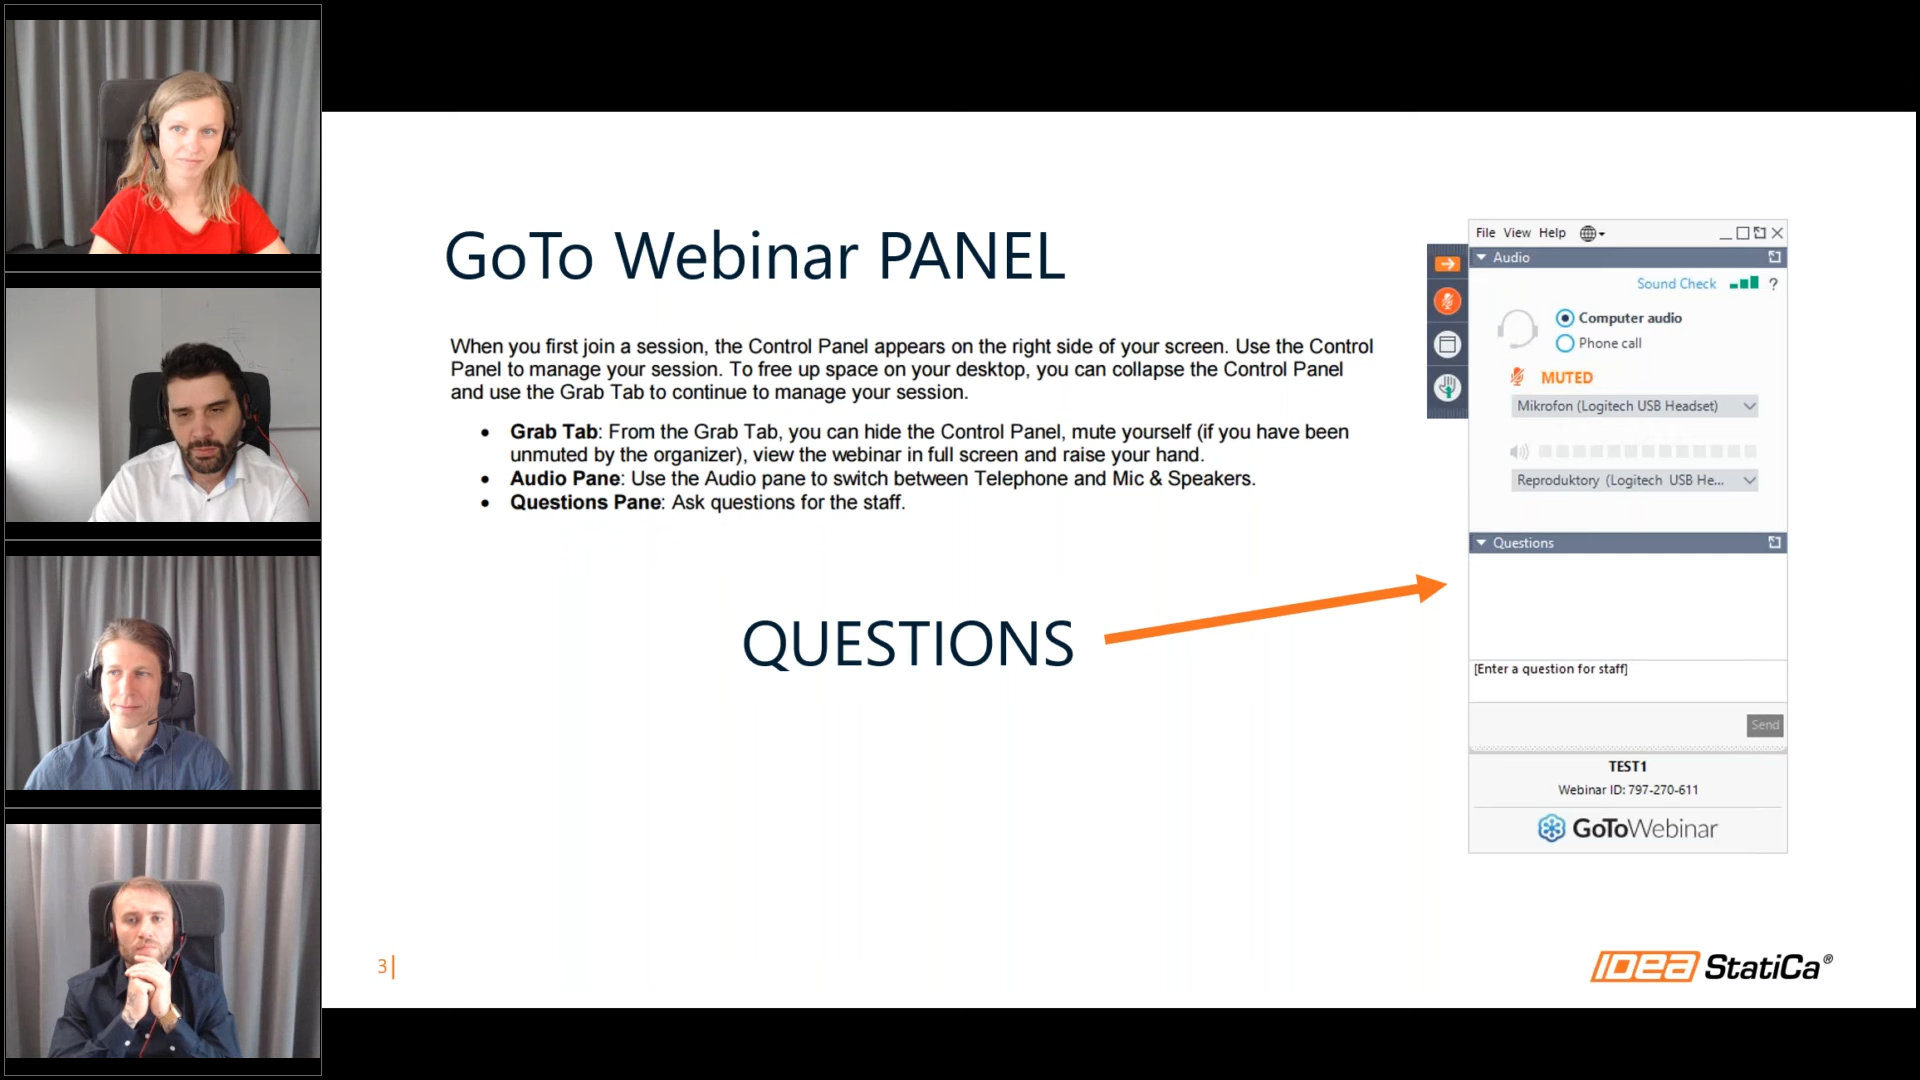 GoTo Webinar PANEL
When you first join a session, the Control Panel appears on the right side of your screen. Use the Control
Panel to manage your session. To free up space on your desktop, you can collapse the Control Panel
and use the Grab Tab to continue to manage your session.
• Grab Tab: From the Grab Tab, you can hide the Control Panel, mute yourself (if you have been
unmuted by the organizer), view the webinar in full screen and raise your hand.
• Audio Pane: Use the Audio pane to switch between Telephone and Mic & Speakers.
• Questions Pane: Ask questions for the staff.
QUESTIONS
File View Help
Audio
Sound Check ?
Computer audio
Phone call
MUTED
Mikrofon (Logitech USB Headset)
Reproduktory (Logitech USB He...
Questions
[Enter a question for staff]
Send
TEST1
Webinar ID: 797-270-611
GoToWebinar
3
IDEA StatiCa®